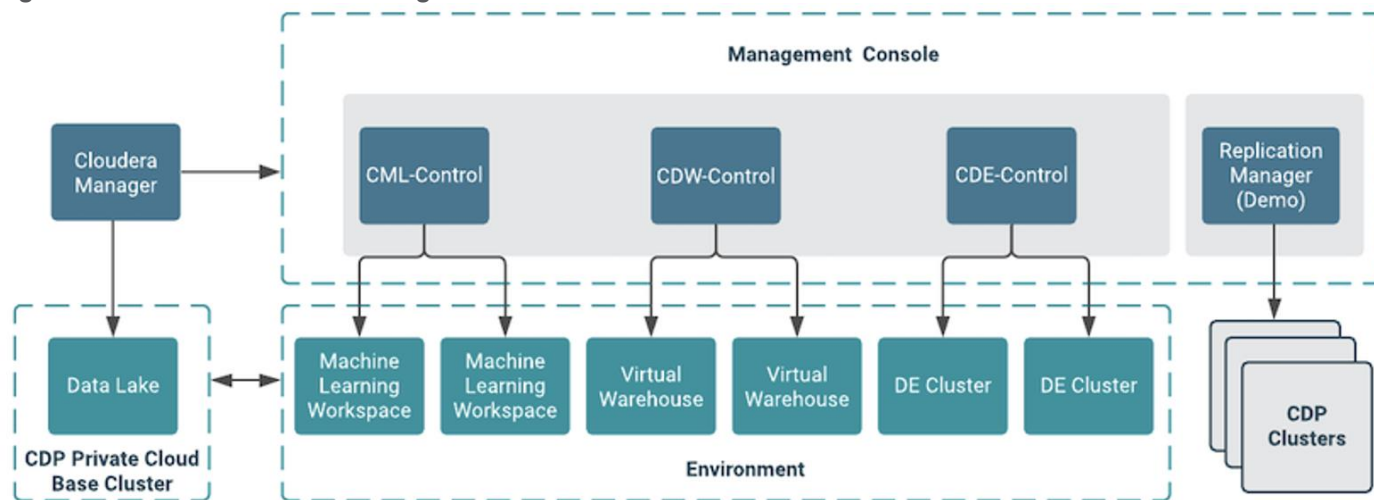 Management Console
Cloudera
Manager
CML-Control
CDW-Control
CDE-Control
Replication
Manager
(Demo)
Data Lake
CDP Private Cloud
Base Cluster
Machine
Learning
Workspace
Machine
Learning
Workspace
Virtual
Warehouse
Virtual
Warehouse
DE Cluster
DE Cluster
Environment
CDP
Clusters